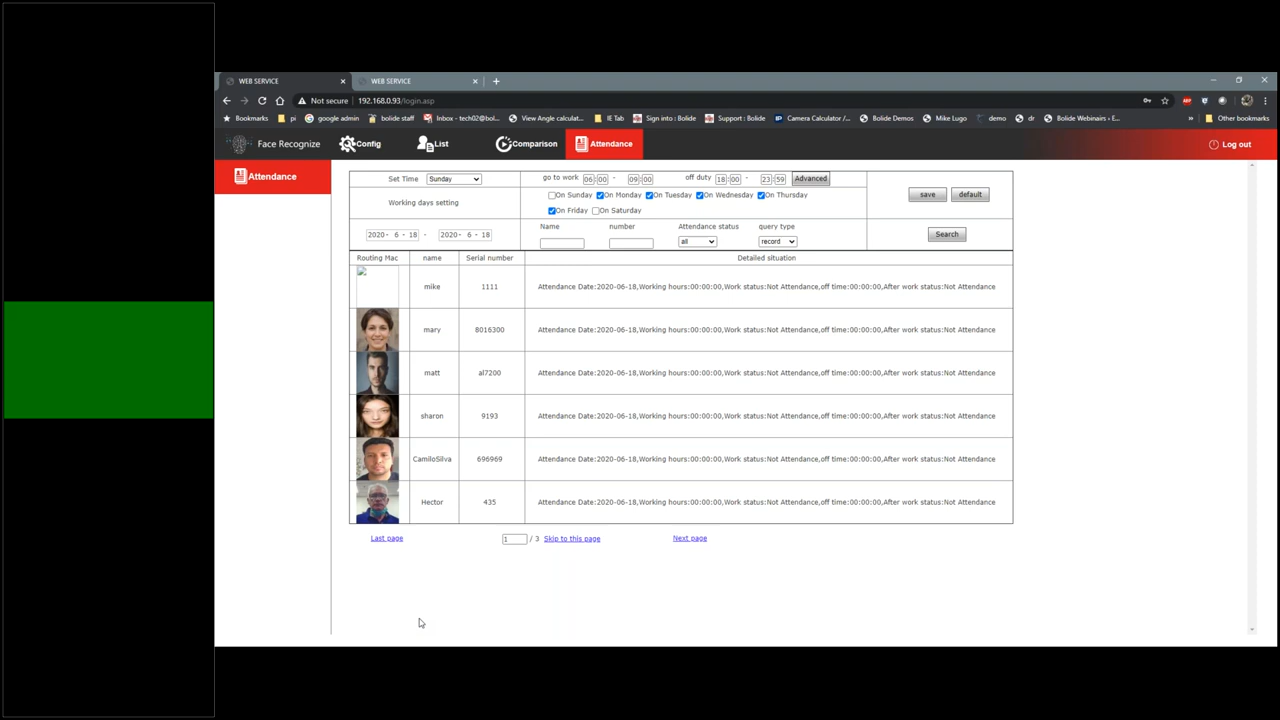 WEB SERVICE WEB SERVICE
Not secure 192.168.0.93/login.asp
Bookmarks pi google admin bolide staff Inbox - tech02@bol... View Angle calculat... IE Tab Sign into : Bolide Support : Bolide Camera Calculator /... Bolide Demos Mike Lugo demo dr Bolide Webinairs | E... » Other bookmarks
Face Recognize Config List Comparison Attendance Log out
Attendance
Set Time Sunday go to work 06:00 - 09:00 off duty 18:00 - 23:59 Advanced
Working days setting On Sunday On Monday On Tuesday On Wednesday On Thursday save default
On Friday On Saturday
Name number Attendance status query type
2020- 6 - 18 - 2020- 6 - 18 all record Search
Routing Mac name Serial number Detailed situation
mike 1111 Attendance Date:2020-06-18,Working hours:00:00:00,Work status:Not Attendance,off time:00:00:00,After work status:Not Attendance
mary 8016300 Attendance Date:2020-06-18,Working hours:00:00:00,Work status:Not Attendance,off time:00:00:00,After work status:Not Attendance
matt al7200 Attendance Date:2020-06-18,Working hours:00:00:00,Work status:Not Attendance,off time:00:00:00,After work status:Not Attendance
sharon 9193 Attendance Date:2020-06-18,Working hours:00:00:00,Work status:Not Attendance,off time:00:00:00,After work status:Not Attendance
CamiloSilva 696969 Attendance Date:2020-06-18,Working hours:00:00:00,Work status:Not Attendance,off time:00:00:00,After work status:Not Attendance
Hector 435 Attendance Date:2020-06-18,Working hours:00:00:00,Work status:Not Attendance,off time:00:00:00,After work status:Not Attendance
Last page 1 / 3 Skip to this page Next page